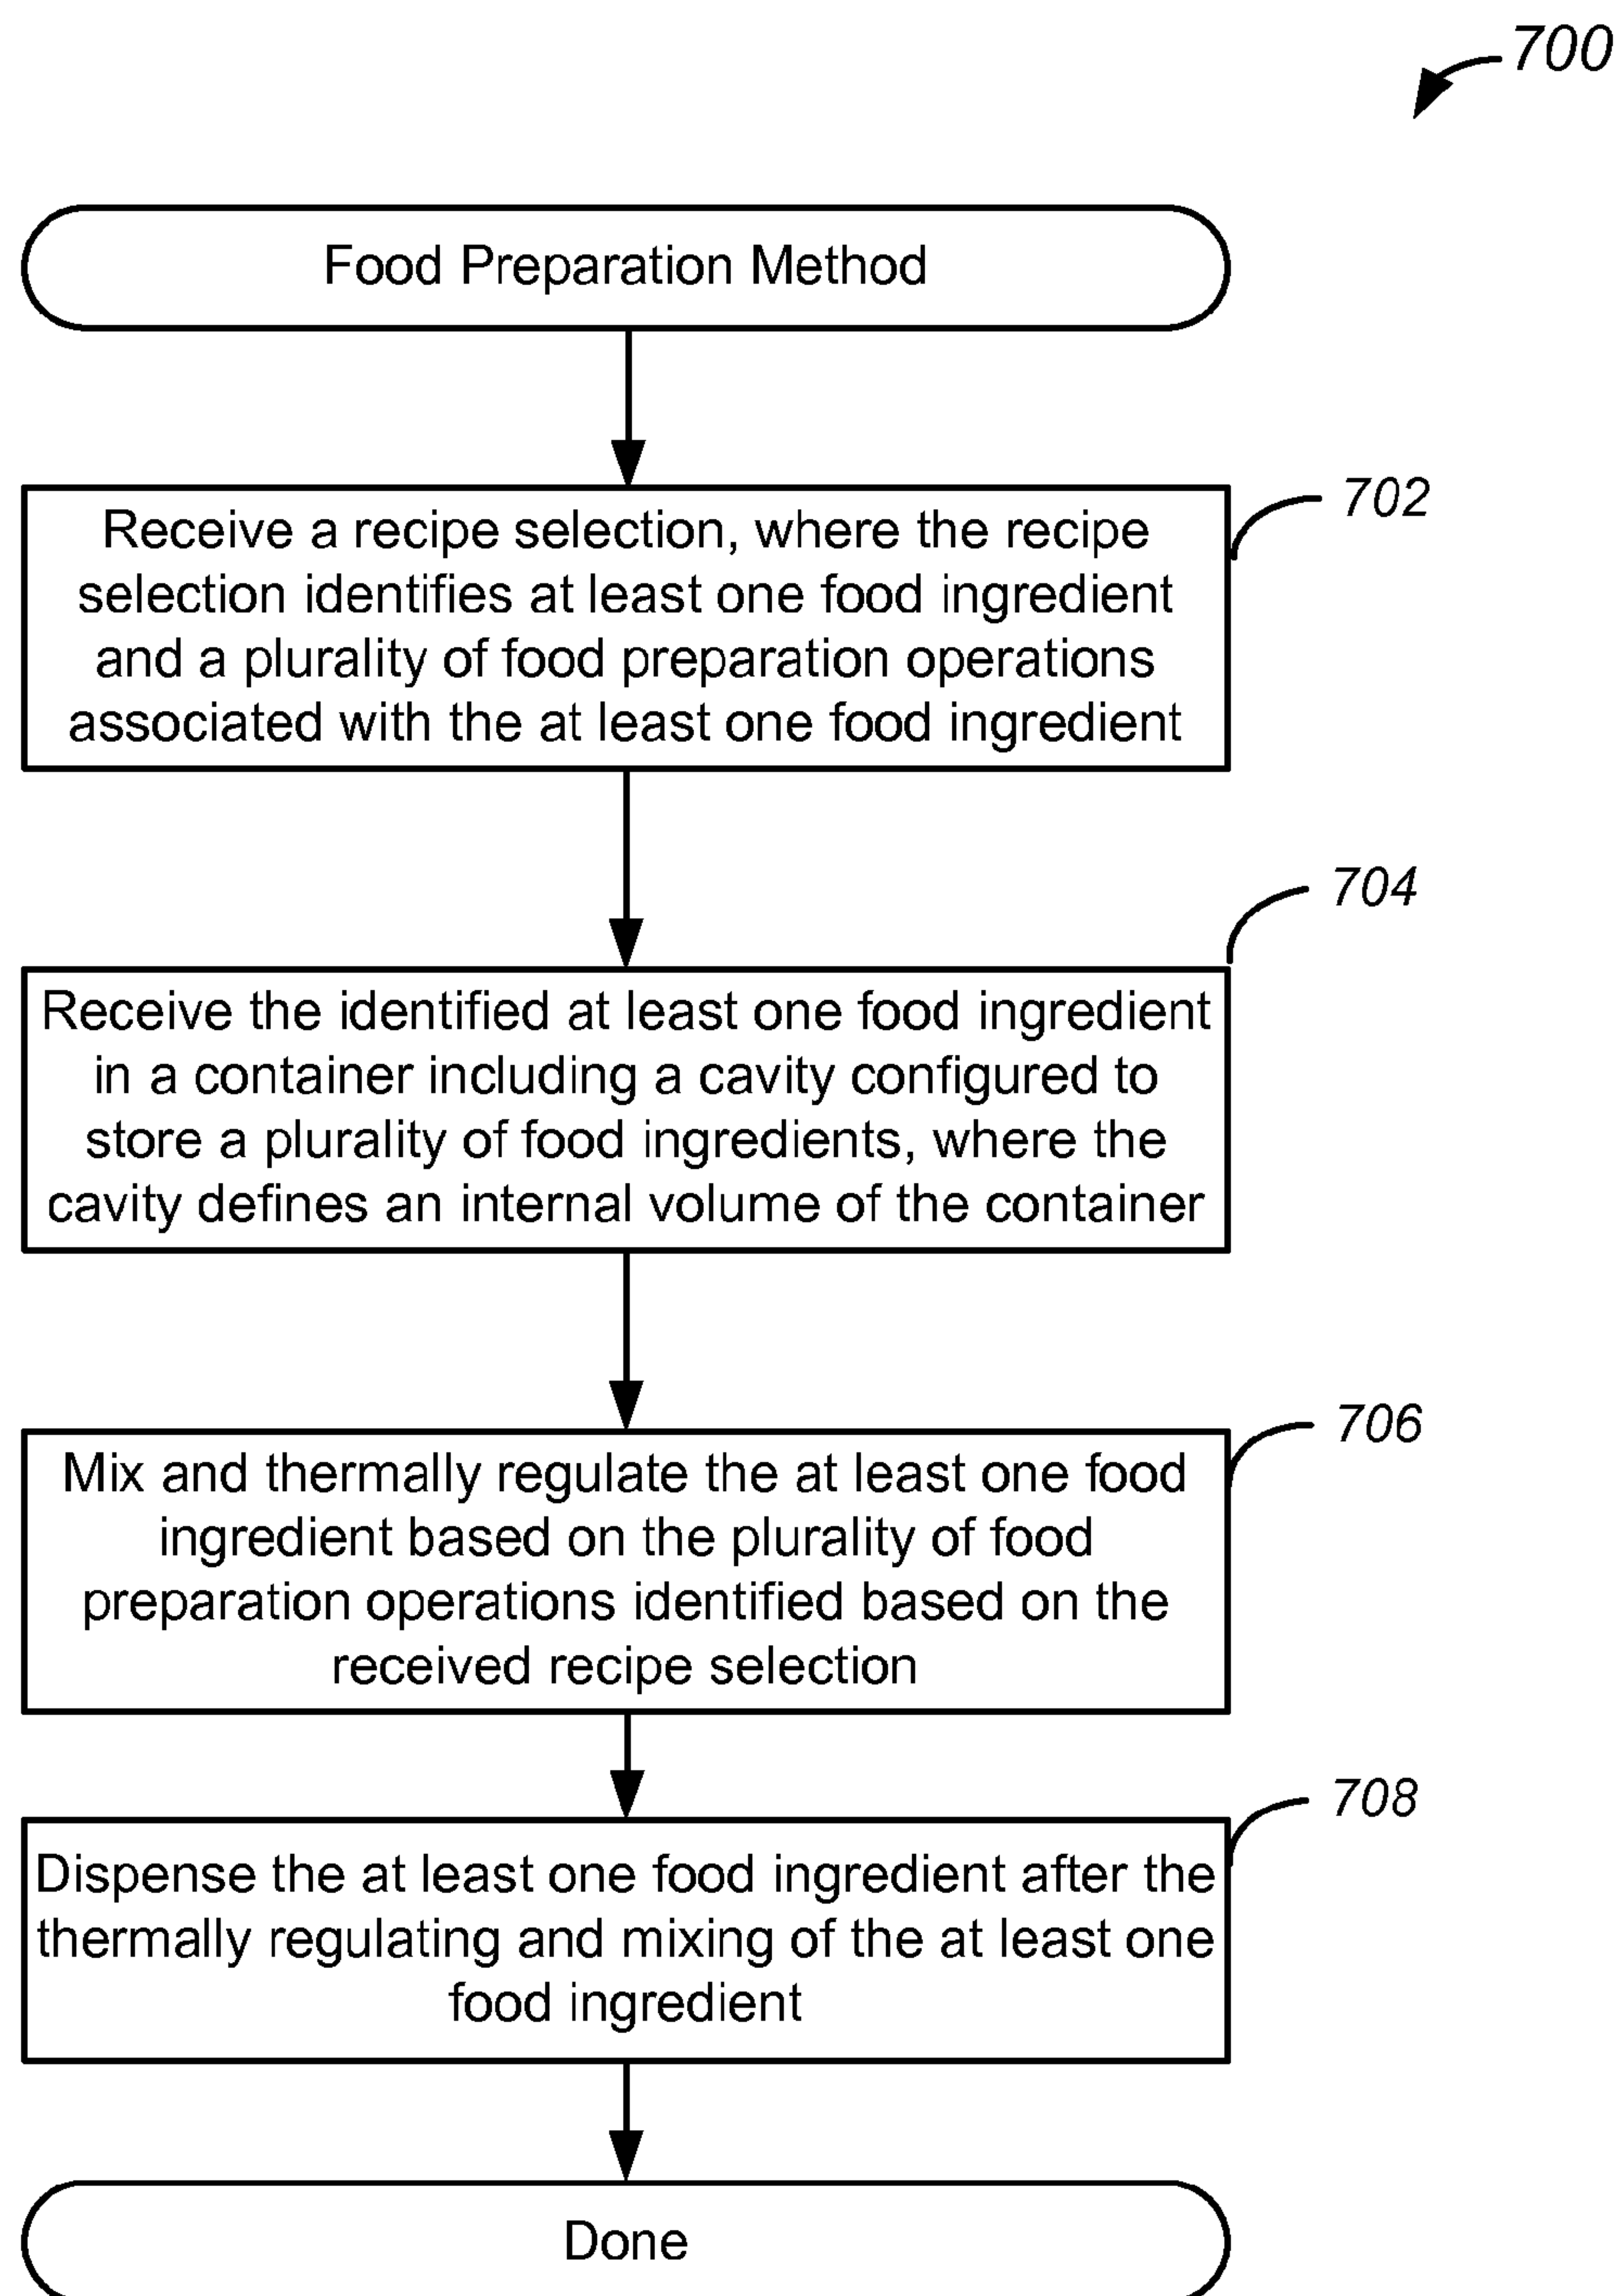 700
Food Preparation Method
702
Receive a recipe selection, where the recipe
selection identifies at least one food ingredient
and a plurality of food preparation operations
associated with the at least one food ingredient
704
Receive the identified at least one food ingredient
in a container including a cavity configured to
store a plurality of food ingredients, where the
cavity defines an internal volume of the container
706
Mix and thermally regulate the at least one food
ingredient based on the plurality of food
preparation operations identified based on the
received recipe selection
708
Dispense the at least one food ingredient after the
thermally regulating and mixing of the at least one
food ingredient
Done